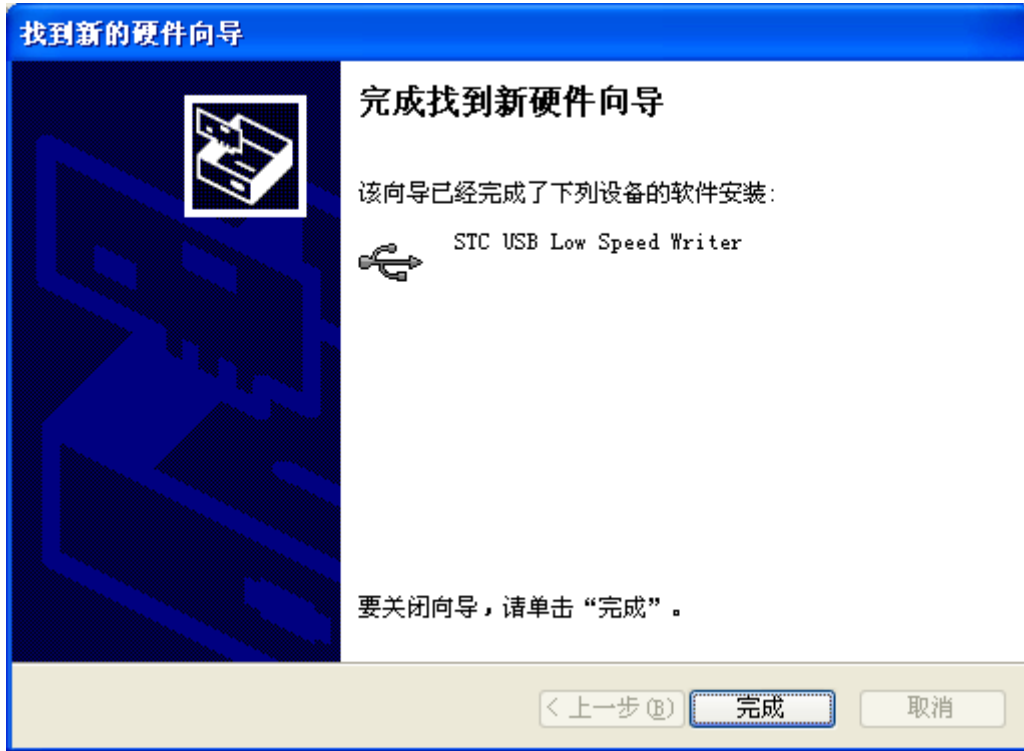 找到新的硬件向导
完成找到新硬件向导
该向导已经完成了下列设备的软件安装:
STC USB Low Speed Writer
要关闭向导，请单击“完成”。
< 上一步(B)
完成
取消